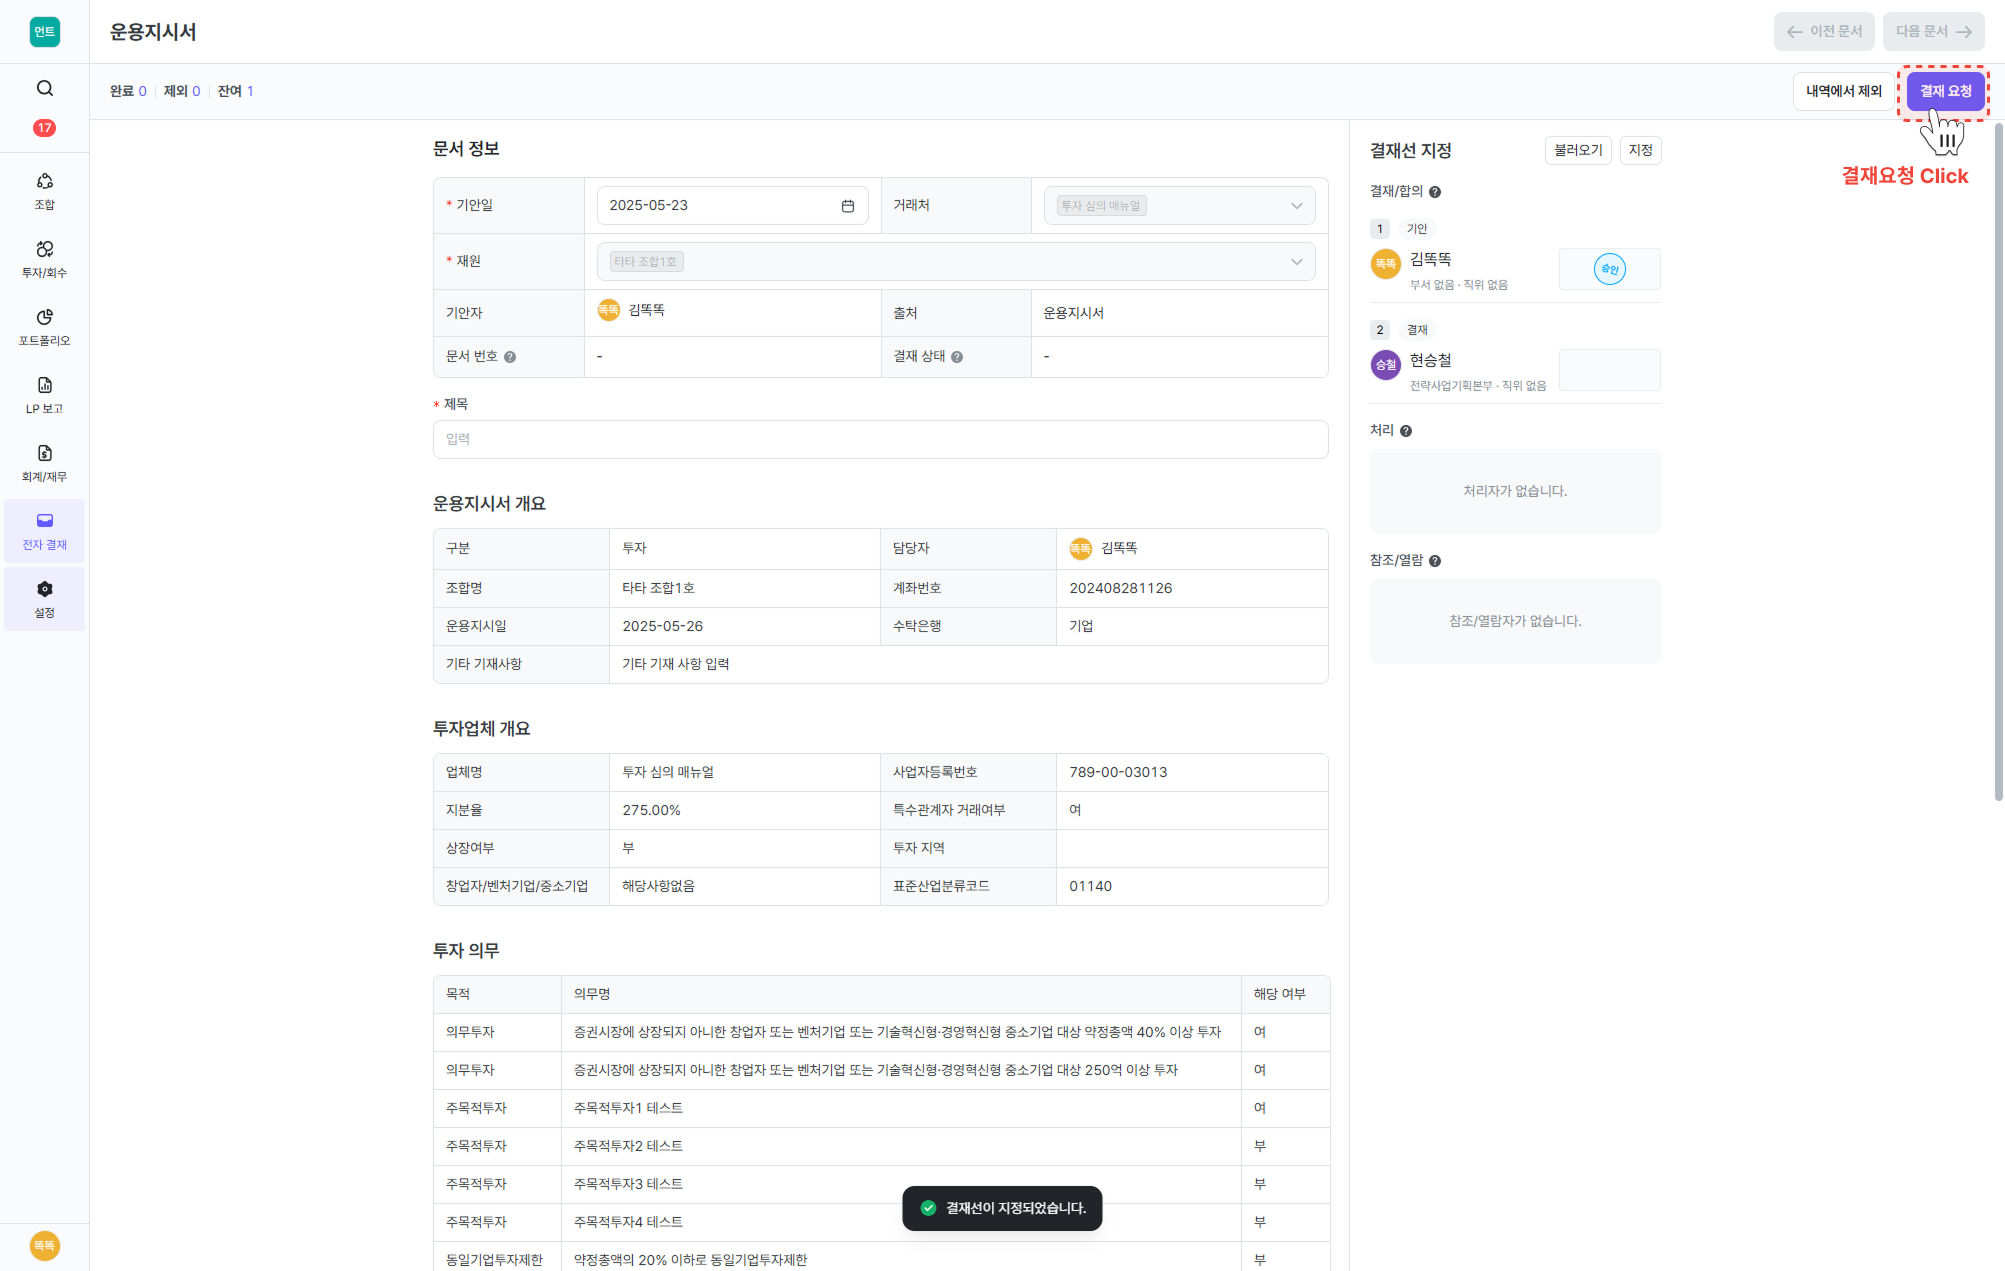 먼트
운용지시서
이전 문서
다음 문서
17
완료 0
제외 0
잔여 1
내역에서 제외
결재 요청
결재요청 Click
조합
투자/회수
포트폴리오
LP 보고
회계/재무
전자 결재
설정
똑똑
문서 정보
* 기안일
2025-05-23
거래처
투자 심의 매뉴얼
* 재원
타타 조합1호
기안자
똑똑 김똑똑
출처
운용지시서
문서 번호 ?
-
결재 상태 ?
-
* 제목
입력
운용지시서 개요
구분
투자
담당자
똑똑 김똑똑
조합명
타타 조합1호
계좌번호
202408281126
운용지시일
2025-05-26
수탁은행
기업
기타 기재사항
기타 기재 사항 입력
투자업체 개요
업체명
투자 심의 매뉴얼
사업자등록번호
789-00-03013
지분율
275.00%
특수관계자 거래여부
여
상장여부
부
투자 지역
창업자/벤처기업/중소기업
해당사항없음
표준산업분류코드
01140
투자 의무
목적
의무명
해당 여부
의무투자
증권시장에 상장되지 아니한 창업자 또는 벤처기업 또는 기술혁신형·경영혁신형 중소기업 대상 약정총액 40% 이상 투자
여
의무투자
증권시장에 상장되지 아니한 창업자 또는 벤처기업 또는 기술혁신형·경영혁신형 중소기업 대상 250억 이상 투자
여
주목적투자
주목적투자1 테스트
여
주목적투자
주목적투자2 테스트
부
주목적투자
주목적투자3 테스트
부
주목적투자
주목적투자4 테스트
부
동일기업투자제한
약정총액의 20% 이하로 동일기업투자제한
부
결재선이 지정되었습니다.
결재선 지정
불러오기
지정
결재/합의 ?
1 기안
똑똑 김똑똑
부서 없음 · 직위 없음
승인
2 결재
승철 현승철
전략사업기획본부 · 직위 없음
처리 ?
처리자가 없습니다.
참조/열람 ?
참조/열람자가 없습니다.